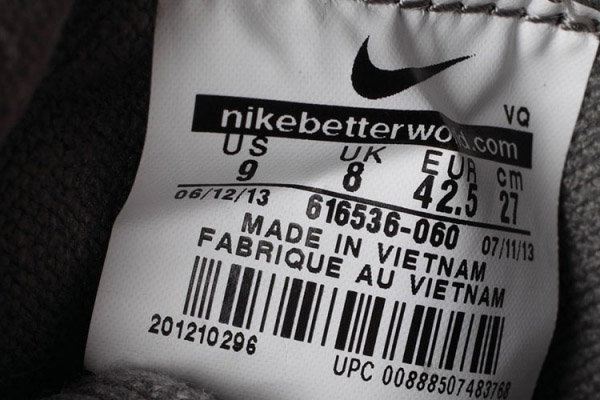 VQ
nikebetterworld.com
US UK EUR cm
9 8 42.5 27
06/12/13 616536-060 07/11/13
MADE IN VIETNAM
FABRIQUE AU VIETNAM
201210296
UPC 00888507483768